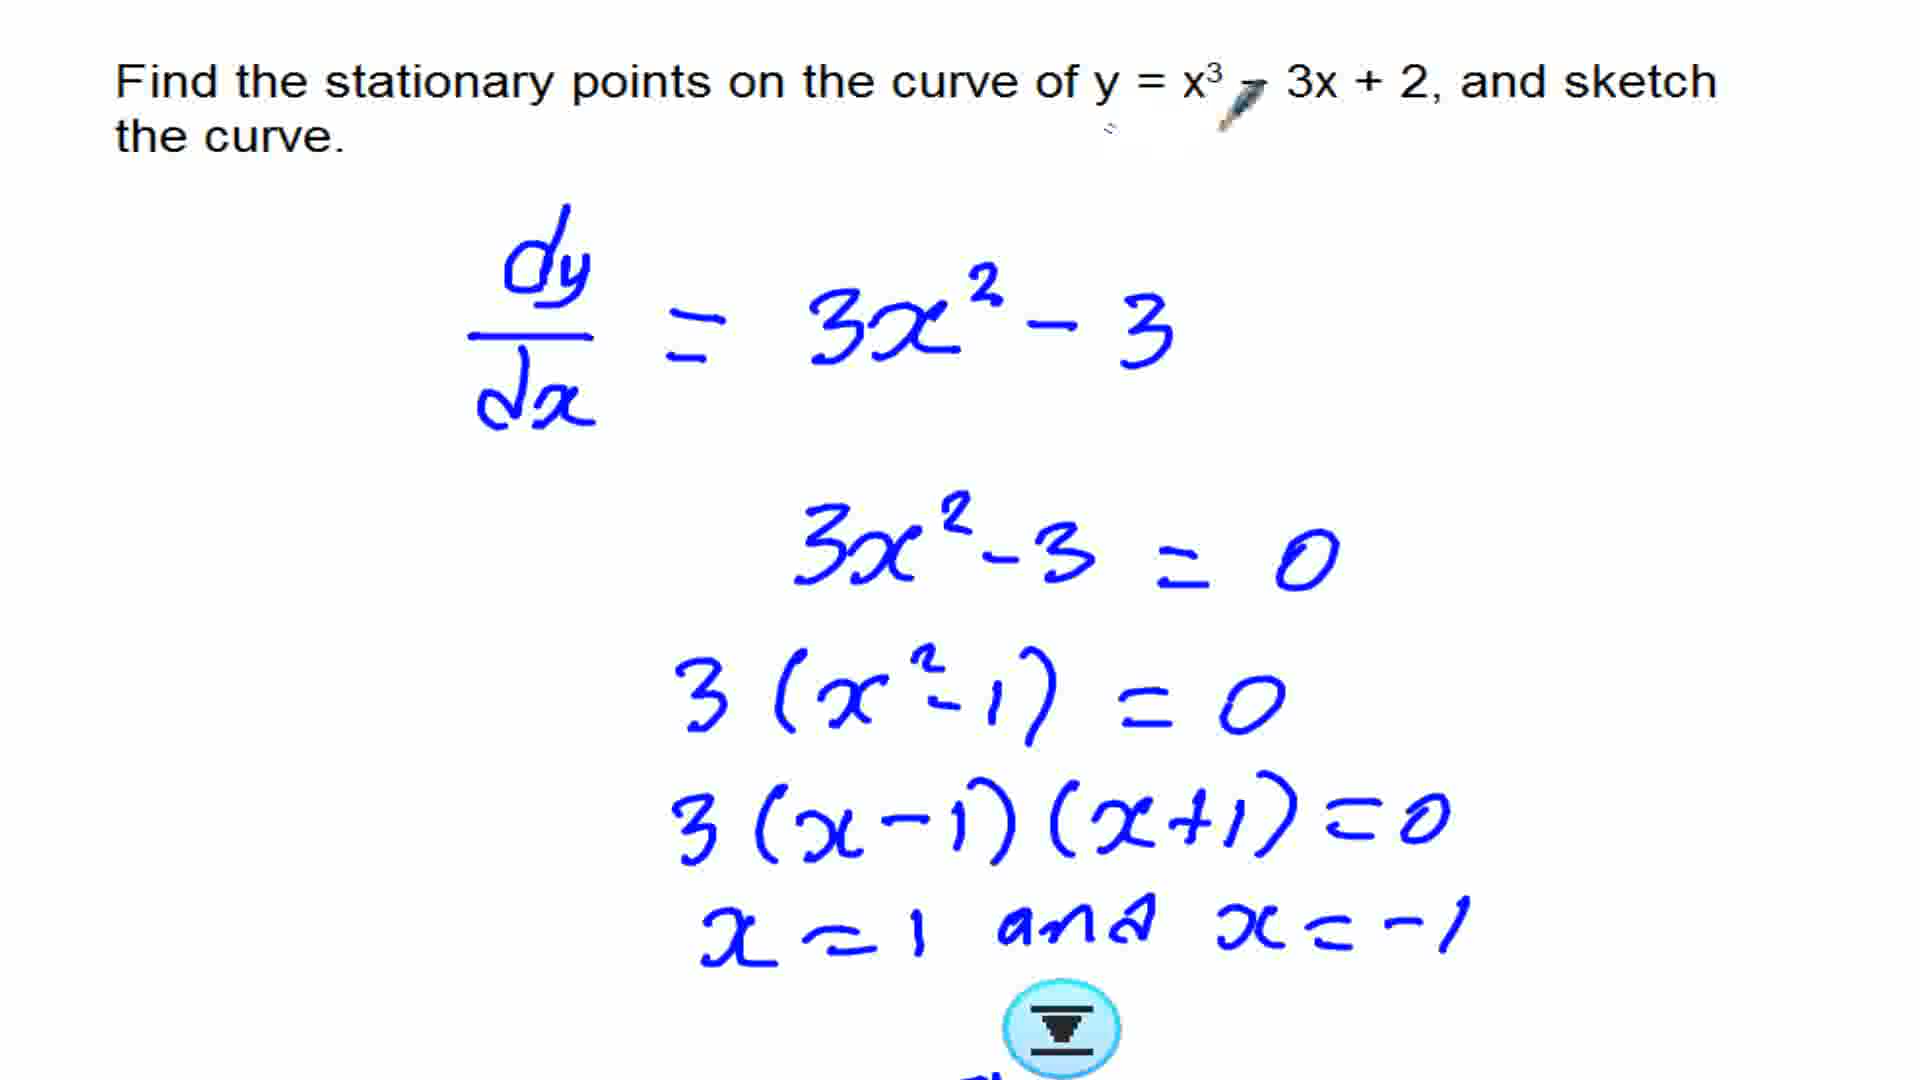 Find the stationary points on the curve of y = x³ - 3x + 2, and sketch
the curve.
dy
dx
= 3x² - 3
3x² - 3 = 0
3 (x² - 1) = 0
3 (x - 1) (x + 1) = 0
x = 1 and x = -1